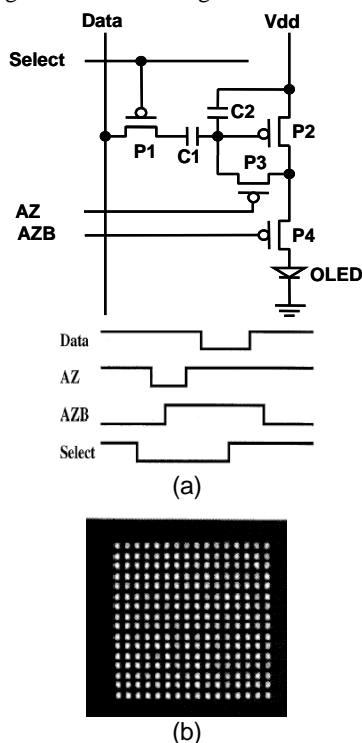 Data
Vdd
Select
C2
P2
P1
C1
P3
AZ
AZB
P4
OLED
Data
AZ
AZB
Select
(a)
(b)